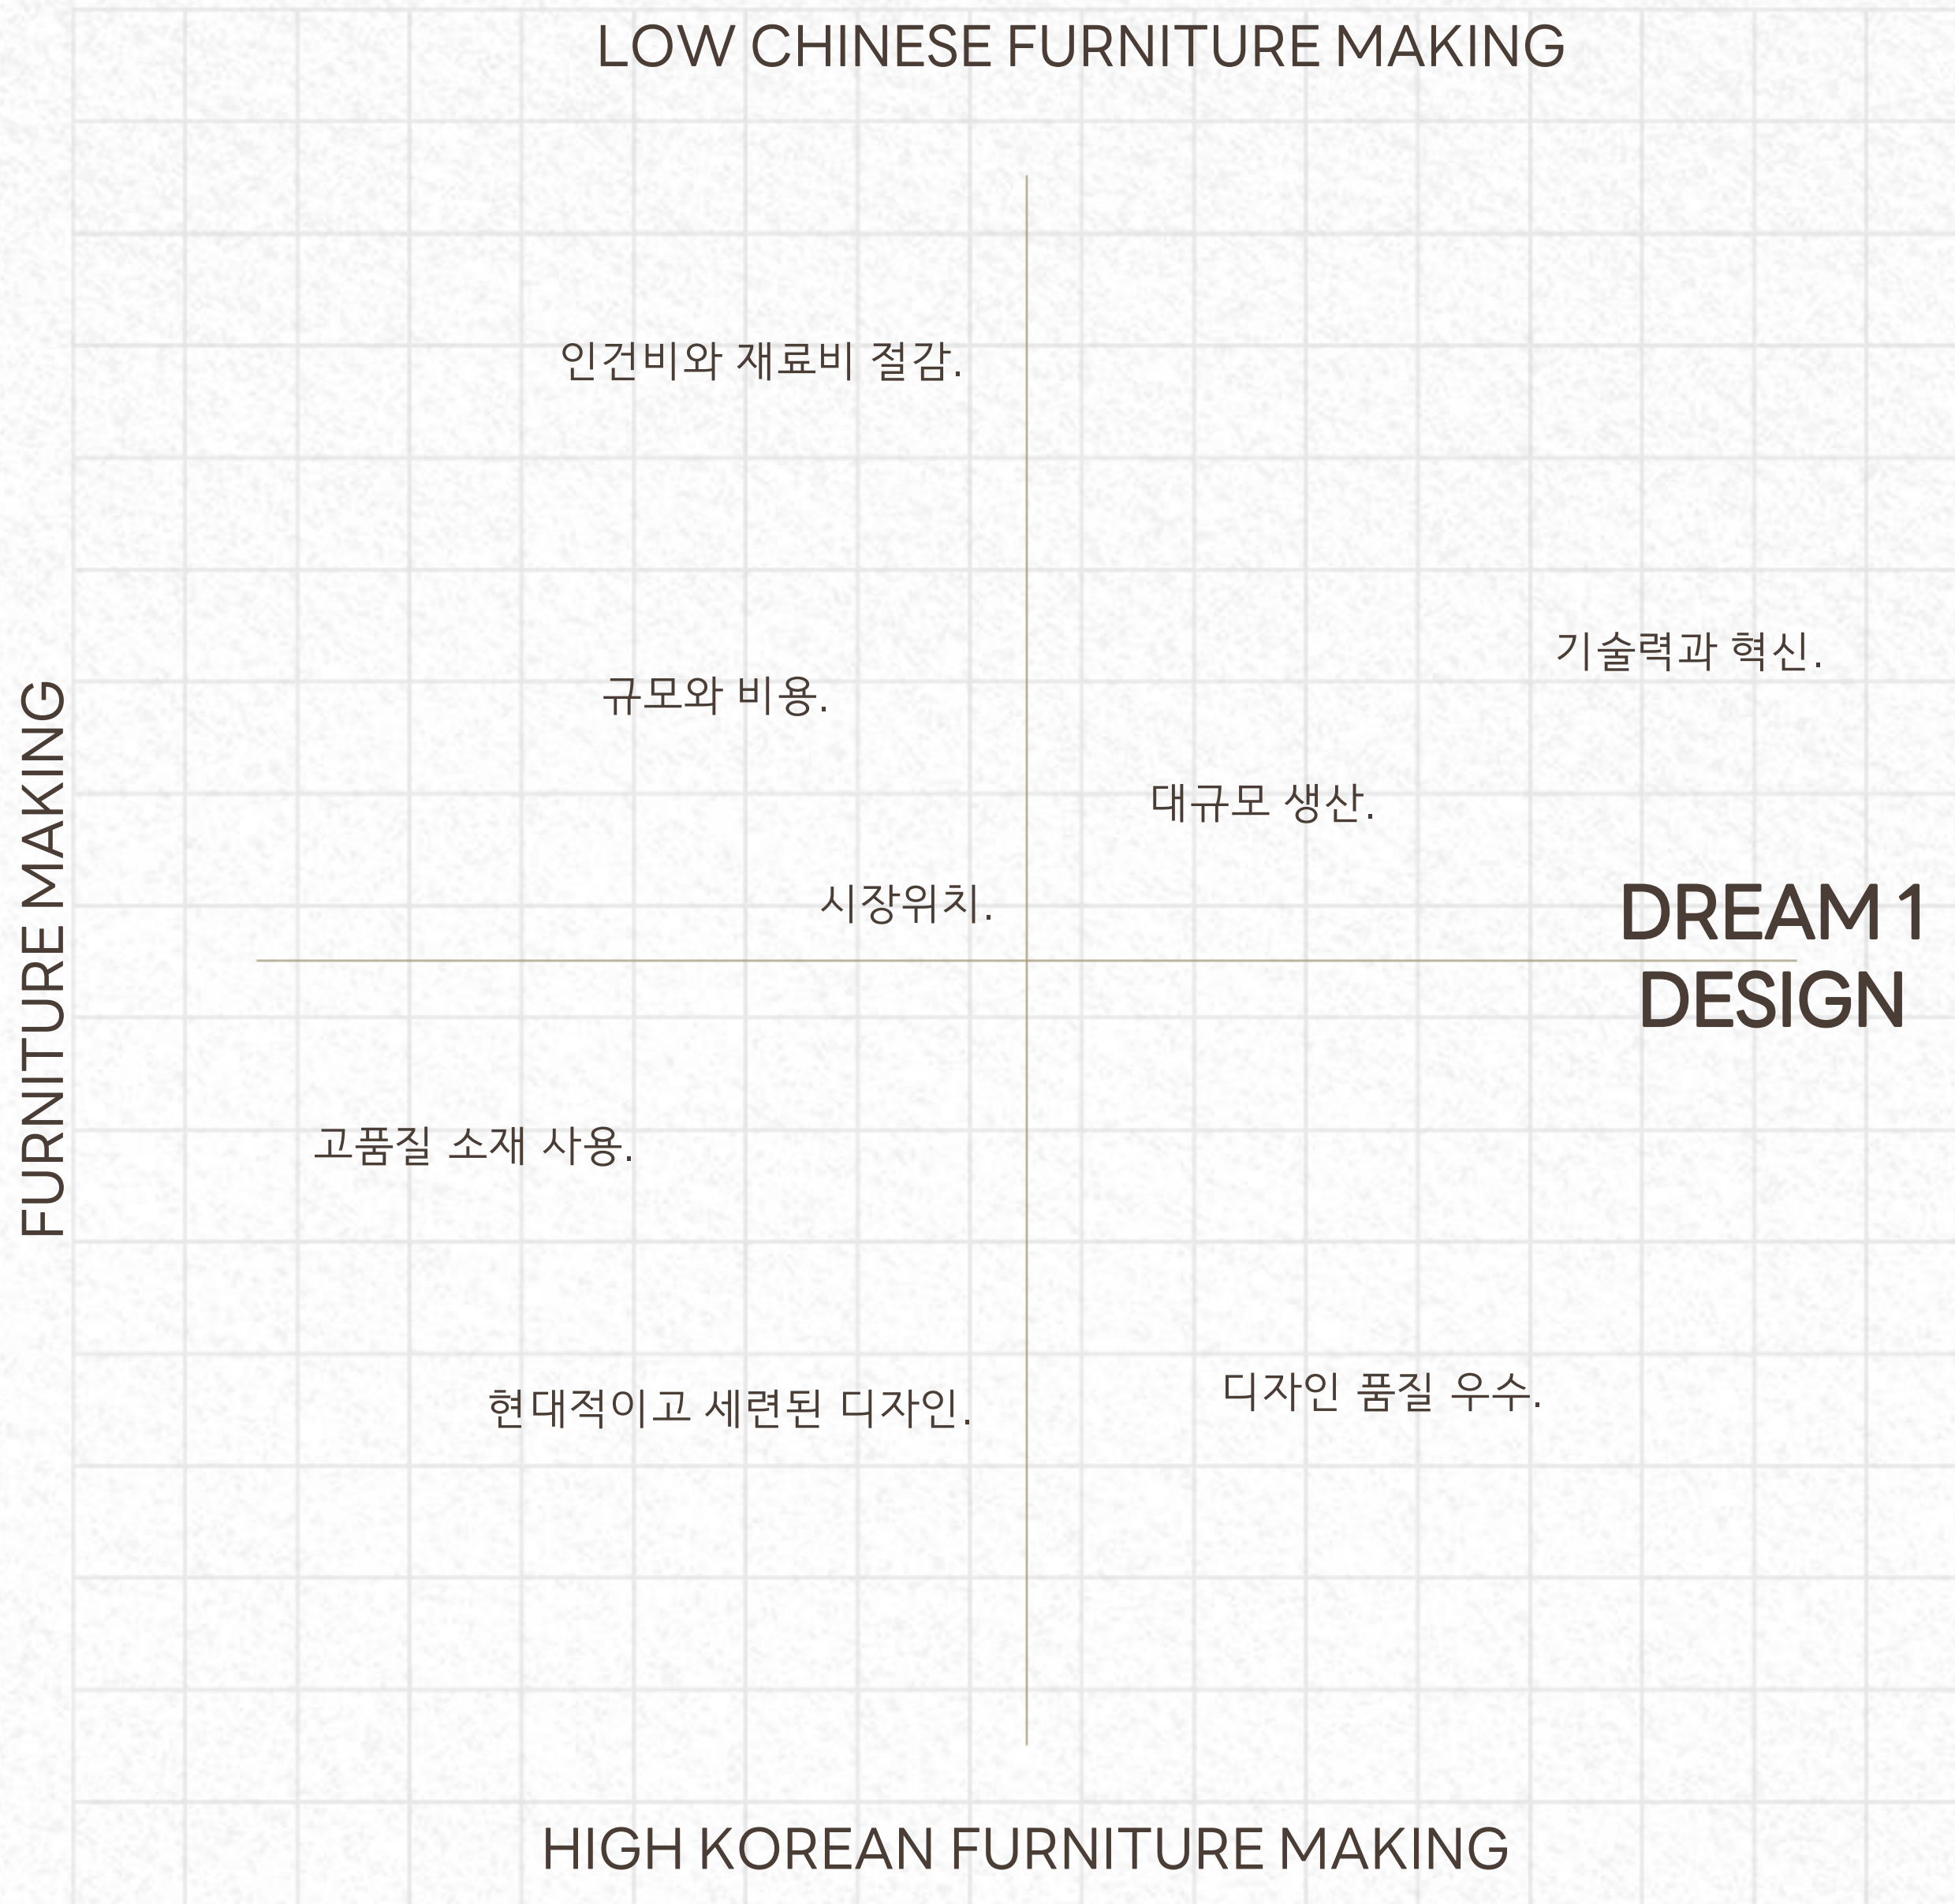 LOW CHINESE FURNITURE MAKING
인건비와 재료비 절감.
기술력과 혁신.
규모와 비용.
대규모 생산.
시장위치.
FURNITURE MAKING
DREAM 1
DESIGN
고품질 소재 사용.
현대적이고 세련된 디자인.
디자인 품질 우수.
HIGH KOREAN FURNITURE MAKING